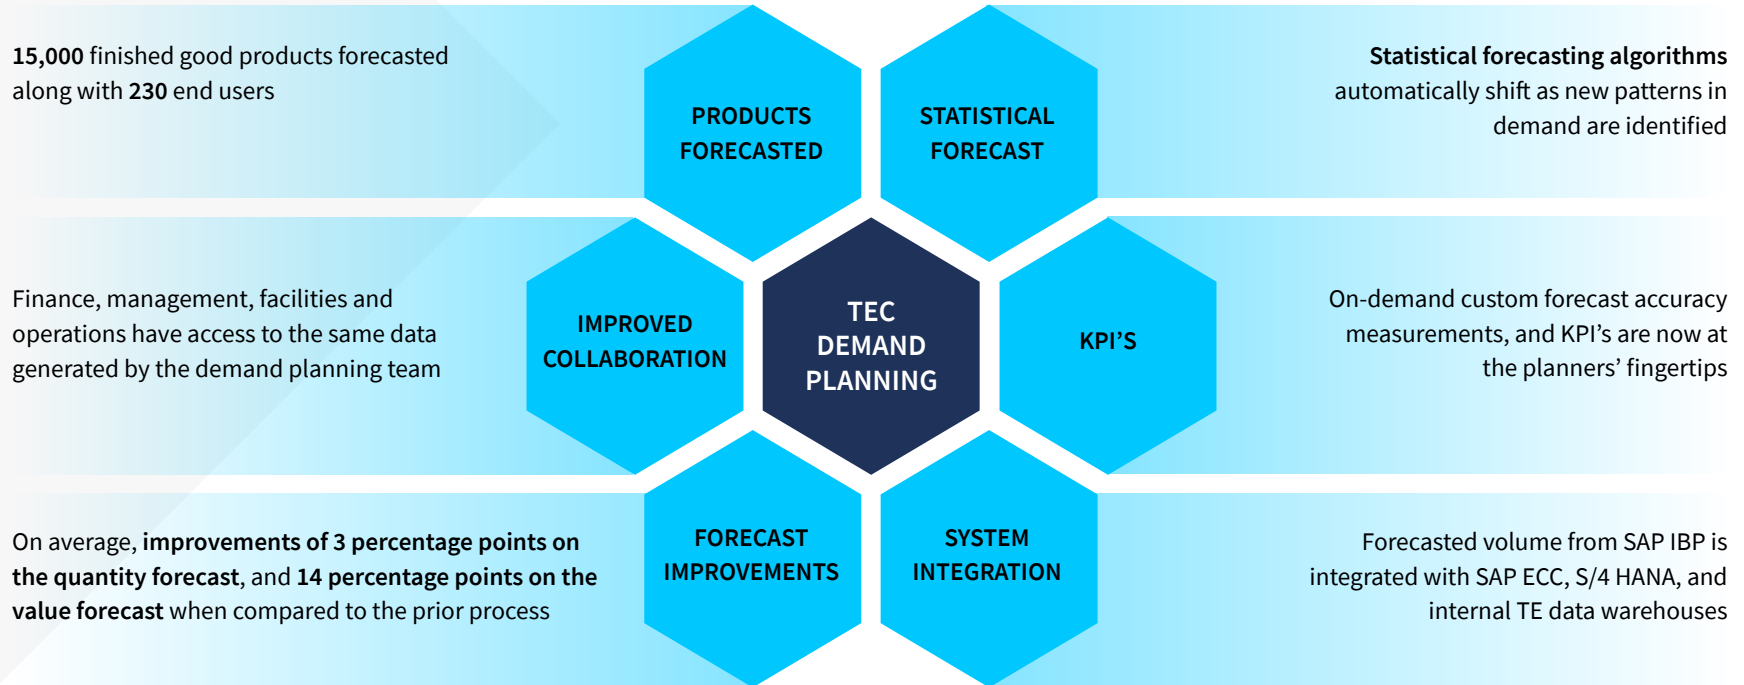 15,000 finished good products forecasted
along with 230 end users
PRODUCTS
FORECASTED
STATISTICAL
FORECAST
Statistical forecasting algorithms
automatically shift as new patterns in
demand are identified
Finance, management, facilities and
operations have access to the same data
generated by the demand planning team
IMPROVED
COLLABORATION
TEC
DEMAND
PLANNING
KPI’S
On-demand custom forecast accuracy
measurements, and KPI’s are now at
the planners’ fingertips
On average, improvements of 3 percentage points on
the quantity forecast, and 14 percentage points on the
value forecast when compared to the prior process
FORECAST
IMPROVEMENTS
SYSTEM
INTEGRATION
Forecasted volume from SAP IBP is
integrated with SAP ECC, S/4 HANA, and
internal TE data warehouses